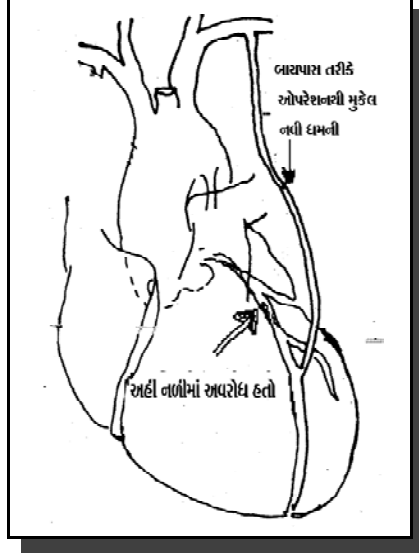 બાયપાસ તરીકે
ઓપરેશનથી મુકેલ
નવી ધમની
અહીં નળીમાં અવરોધ હતો